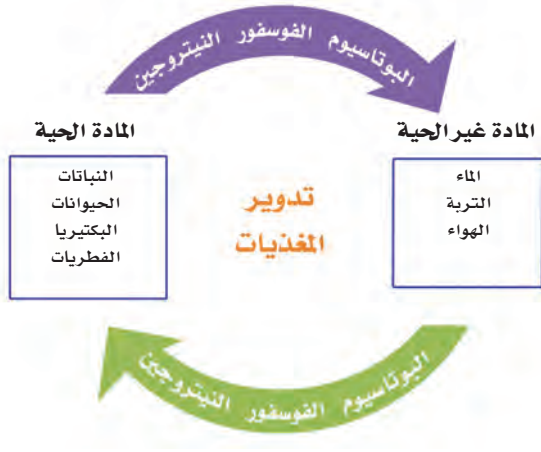 البوتاسيوم الفوسفور النيتروجين
المادة غير الحية
الماء
التربة
الهواء
تدوير
المغذيات
المادة الحية
النباتات
الحيوانات
البكتيريا
الفطريات
البوتاسيوم الفوسفور النيتروجين